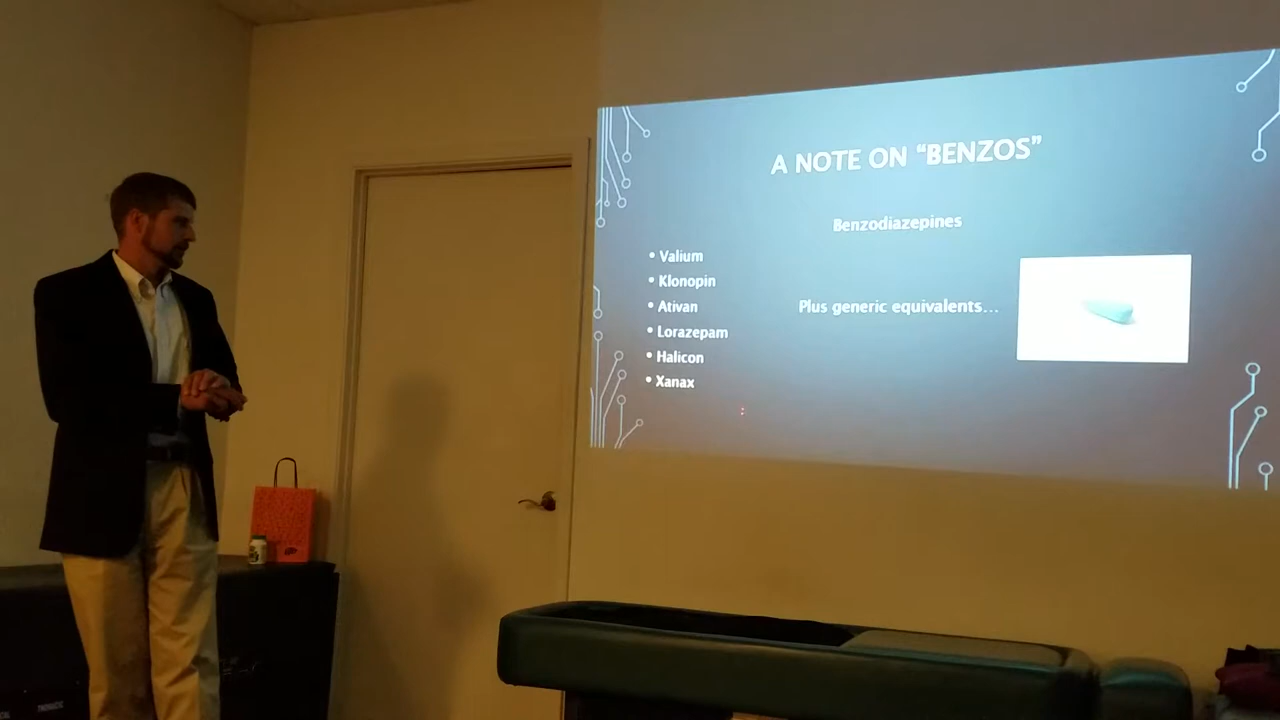 A NOTE ON “BENZOS”
Benzodiazepines
• Valium
• Klonopin
• Ativan
• Lorazepam
• Halicon
• Xanax
Plus generic equivalents…